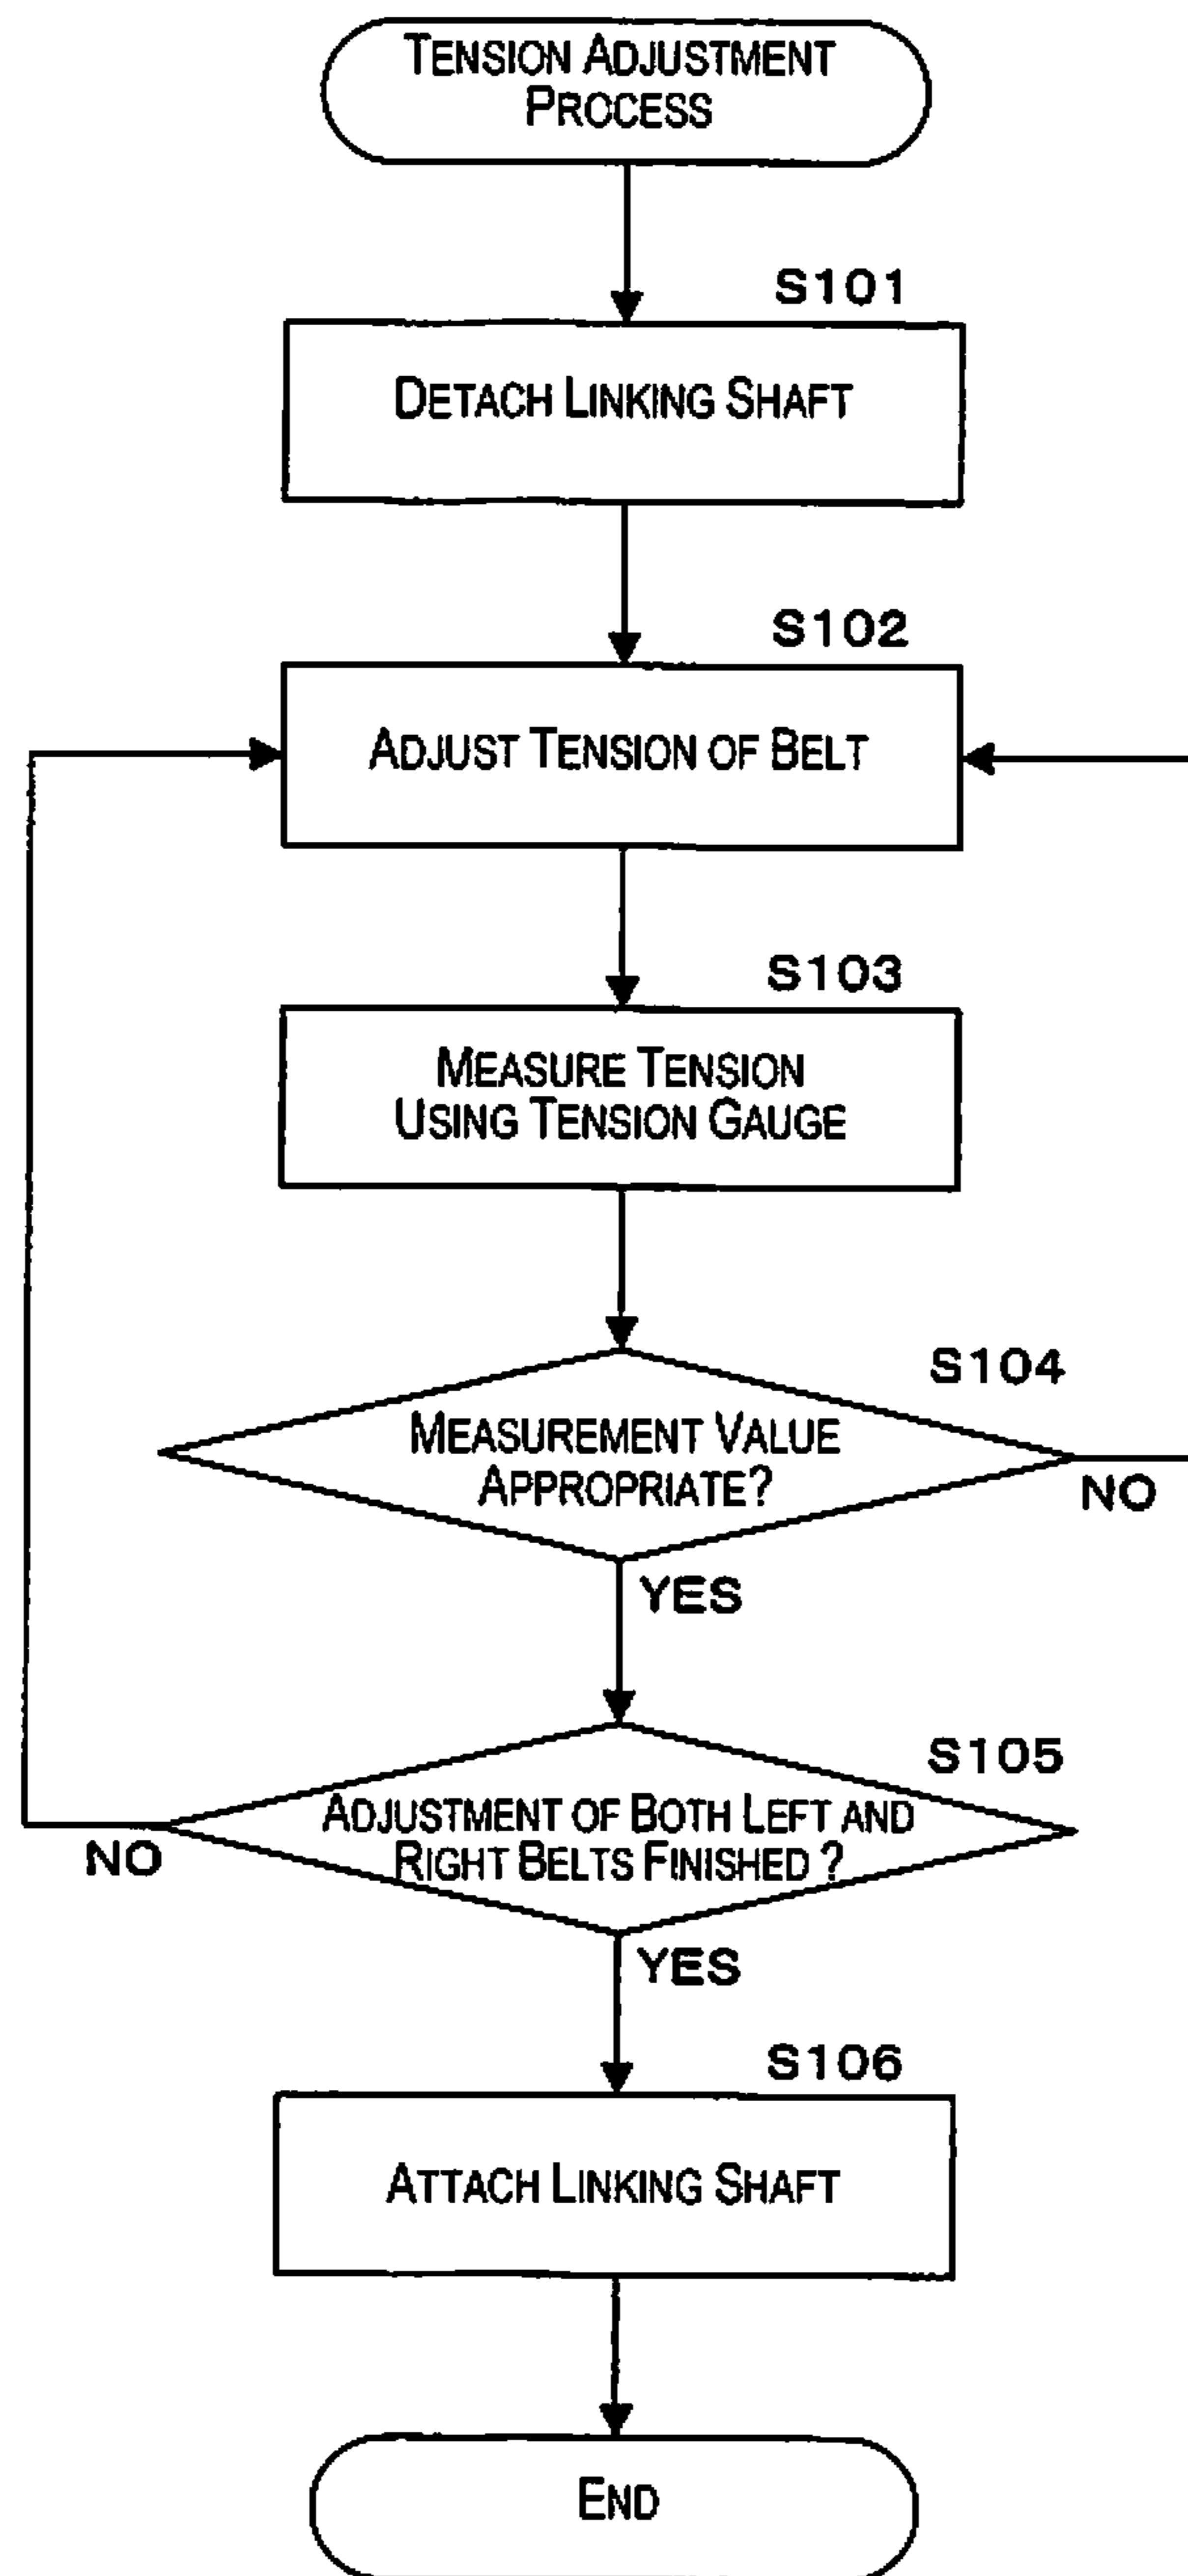 TENSION ADJUSTMENT
PROCESS
S101
DETACH LINKING SHAFT
S102
ADJUST TENSION OF BELT
S103
MEASURE TENSION
USING TENSION GAUGE
S104
MEASUREMENT VALUE
APPROPRIATE?
NO
YES
S105
ADJUSTMENT OF BOTH LEFT AND
RIGHT BELTS FINISHED ?
NO
YES
S106
ATTACH LINKING SHAFT
END